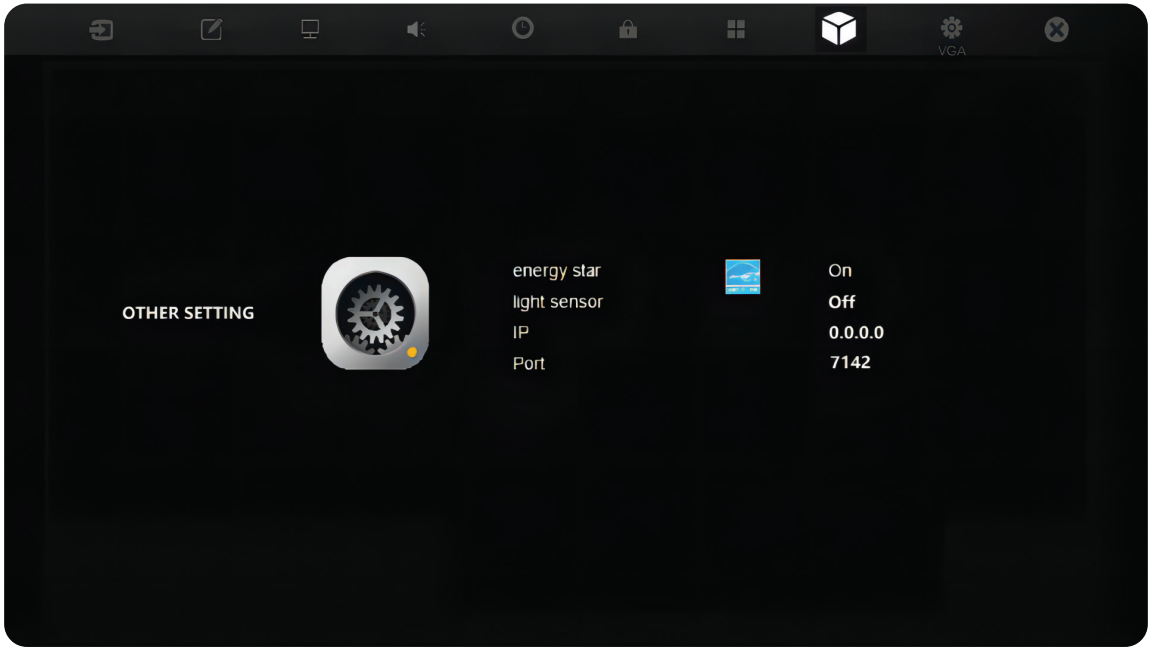 VGA
OTHER SETTING
energy star On
light sensor Off
IP 0.0.0.0
Port 7142